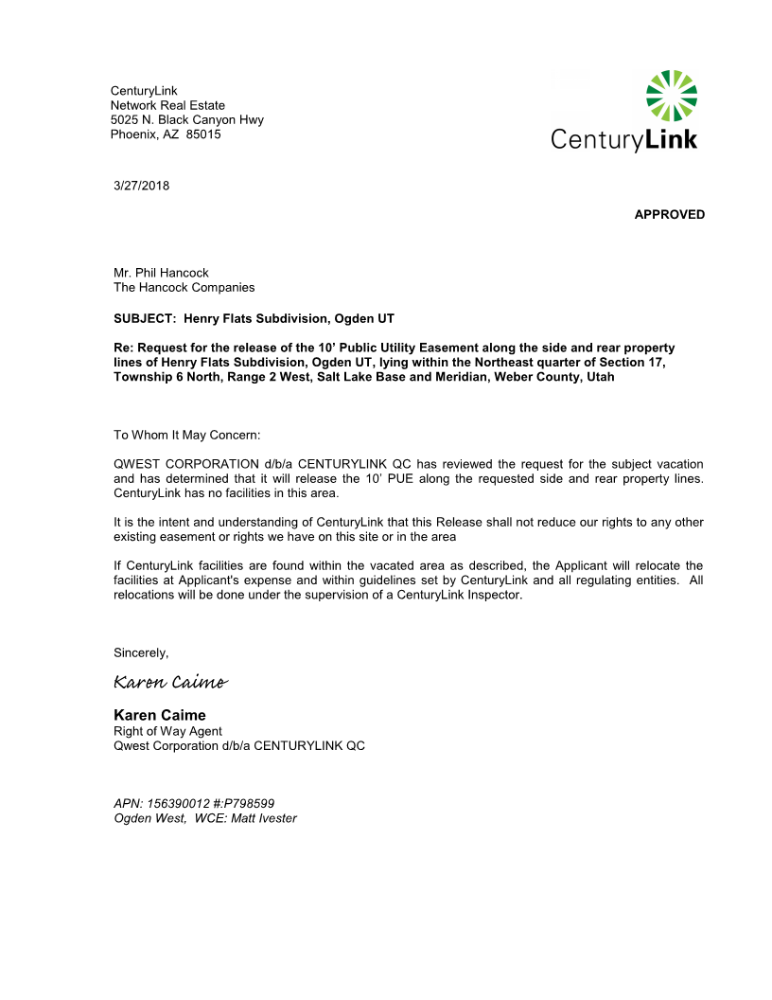 CenturyLink
Network Real Estate
5025 N. Black Canyon Hwy
Phoenix, AZ  85015
CenturyLink
3/27/2018
APPROVED
Mr. Phil Hancock
The Hancock Companies
SUBJECT:  Henry Flats Subdivision, Ogden UT
Re: Request for the release of the 10’ Public Utility Easement along the side and rear property
lines of Henry Flats Subdivision, Ogden UT, lying within the Northeast quarter of Section 17,
Township 6 North, Range 2 West, Salt Lake Base and Meridian, Weber County, Utah
To Whom It May Concern:
QWEST CORPORATION d/b/a CENTURYLINK QC has reviewed the request for the subject vacation
and has determined that it will release the 10’ PUE along the requested side and rear property lines.
CenturyLink has no facilities in this area.
It is the intent and understanding of CenturyLink that this Release shall not reduce our rights to any other
existing easement or rights we have on this site or in the area
If CenturyLink facilities are found within the vacated area as described, the Applicant will relocate the
facilities at Applicant's expense and within guidelines set by CenturyLink and all regulating entities.  All
relocations will be done under the supervision of a CenturyLink Inspector.
Sincerely,
Karen Caime
Karen Caime
Right of Way Agent
Qwest Corporation d/b/a CENTURYLINK QC
APN: 156390012 #:P798599
Ogden West,  WCE: Matt Ivester